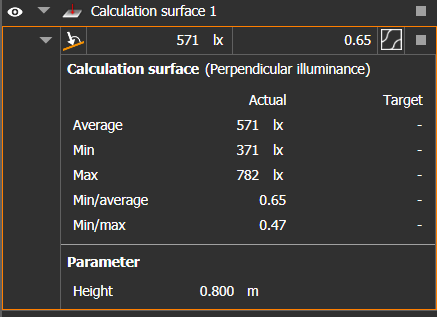 Calculation surface 1
571 lx 0.65
Calculation surface (Perpendicular illuminance)
Actual Target
Average 571 lx -
Min 371 lx -
Max 782 lx -
Min/average 0.65 -
Min/max 0.47 -
Parameter
Height 0.800 m